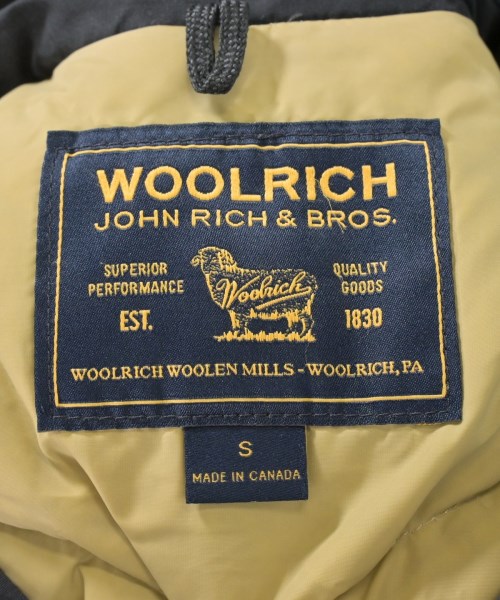 WOOLRICH
JOHN RICH & BROS.
SUPERIOR PERFORMANCE
Woolrich
QUALITY GOODS
EST.
1830
WOOLRICH WOOLEN MILLS - WOOLRICH, PA
S
MADE IN CANADA